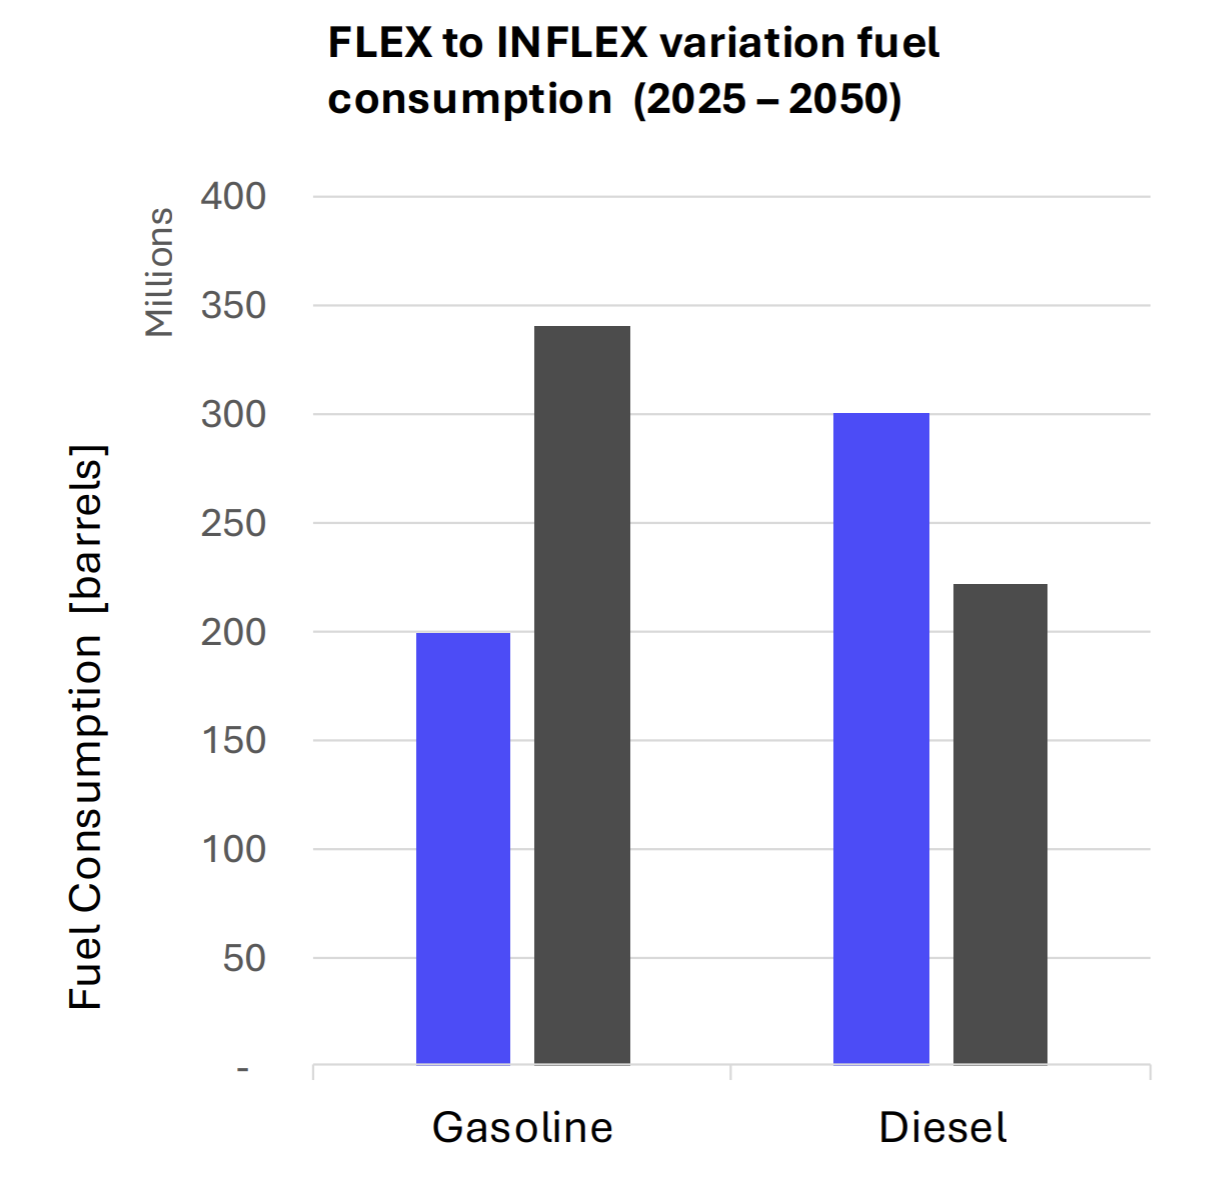 FLEX to INFLEX variation fuel
consumption (2025 – 2050)
Millions
Fuel Consumption [barrels]
400
350
300
250
200
150
100
50
-
Gasoline
Diesel